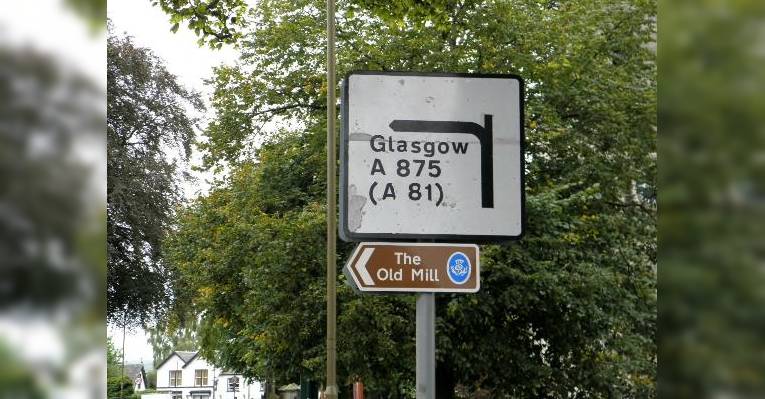 Glasgow
A 875
(A 81)
The
Old Mill